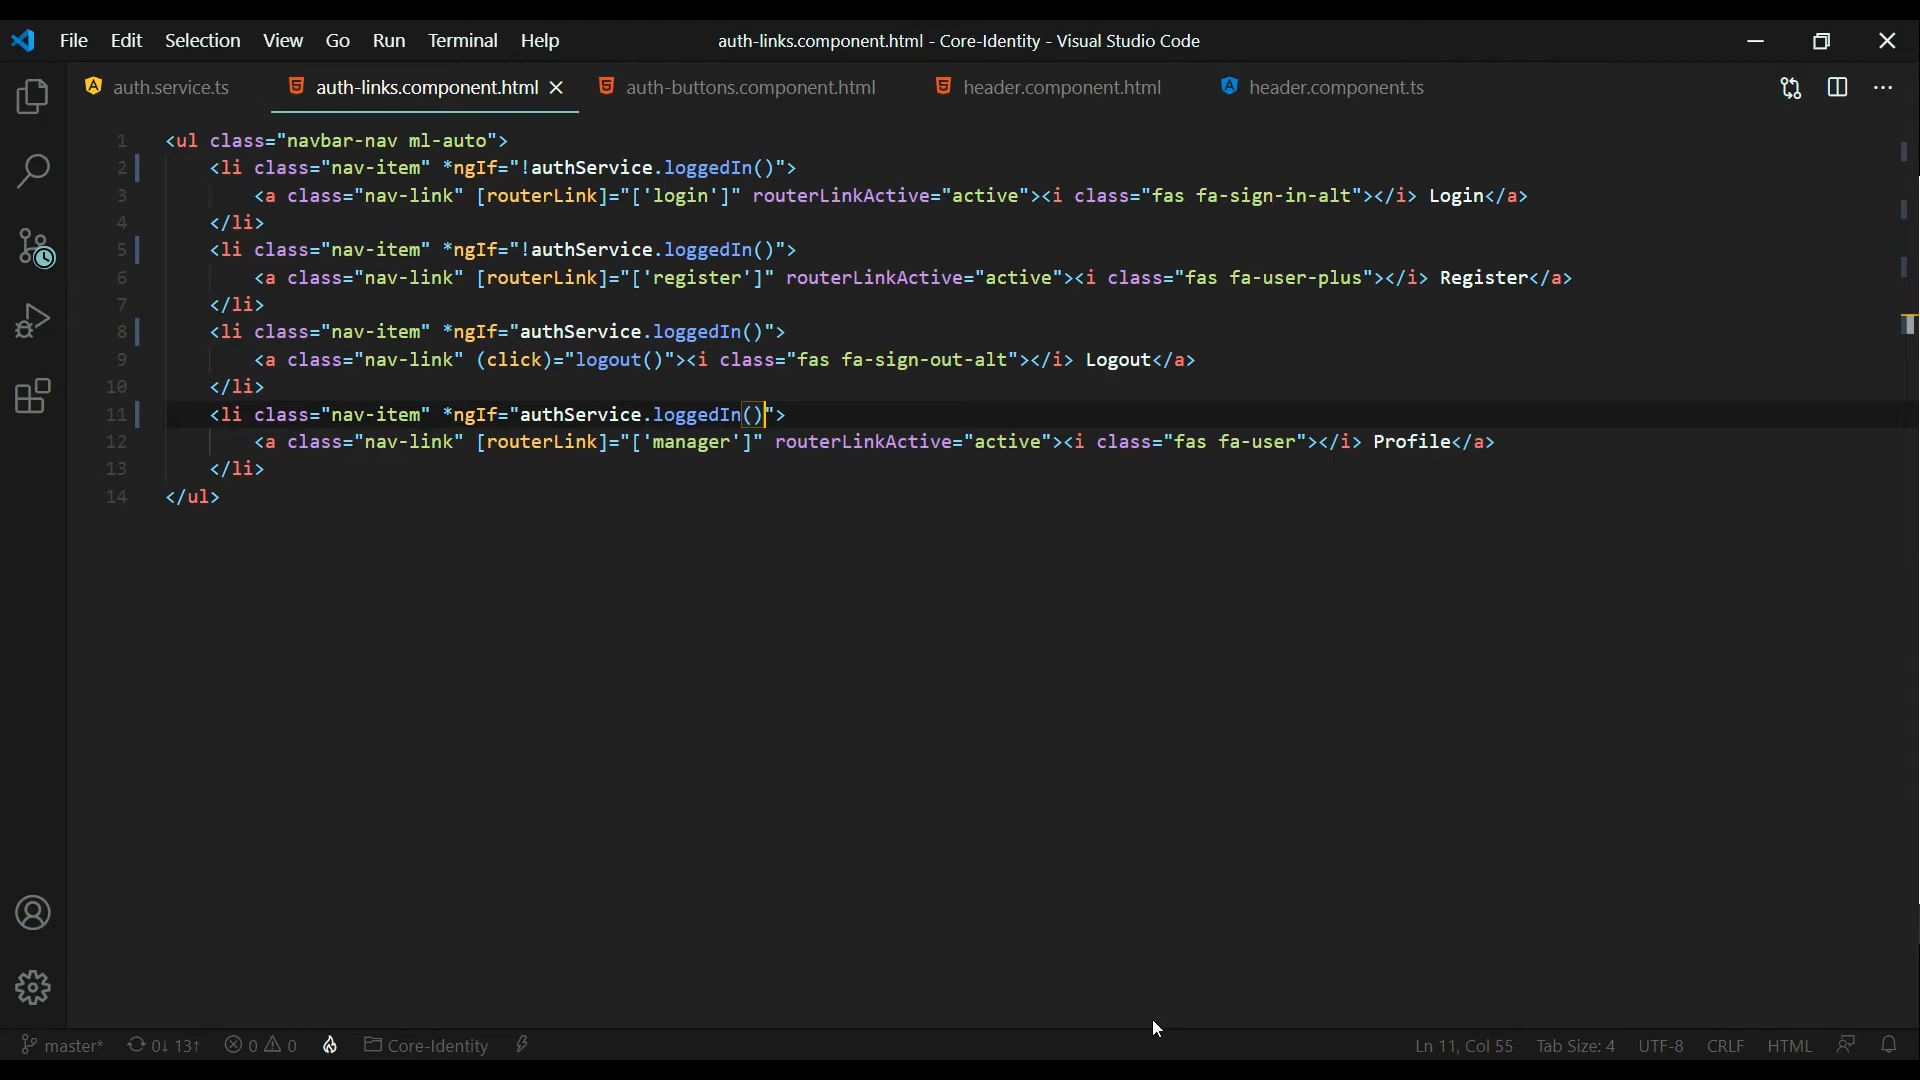 File Edit Selection View Go Run Terminal Help auth-links.component.html - Core-Identity - Visual Studio Code
auth.service.ts auth-links.component.html auth-buttons.component.html header.component.html header.component.ts
1 <ul class="navbar-nav ml-auto">
2 <li class="nav-item" *ngIf="!authService.loggedIn()">
3 <a class="nav-link" [routerLink]="['login']" routerLinkActive="active"><i class="fas fa-sign-in-alt"></i> Login</a>
4 </li>
5 <li class="nav-item" *ngIf="!authService.loggedIn()">
6 <a class="nav-link" [routerLink]="['register']" routerLinkActive="active"><i class="fas fa-user-plus"></i> Register</a>
7 </li>
8 <li class="nav-item" *ngIf="authService.loggedIn()">
9 <a class="nav-link" (click)="logout()"><i class="fas fa-sign-out-alt"></i> Logout</a>
10 </li>
11 <li class="nav-item" *ngIf="authService.loggedIn()">
12 <a class="nav-link" [routerLink]="['manager']" routerLinkActive="active"><i class="fas fa-user"></i> Profile</a>
13 </li>
14 </ul>
master* 0↓ 13↑ 0 0 Core-Identity Ln 11, Col 55 Tab Size: 4 UTF-8 CRLF HTML